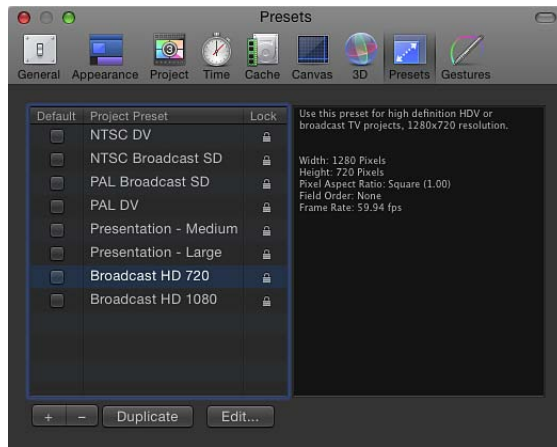 Presets
General Appearance Project Time Cache Canvas 3D Presets Gestures
Default Project Preset Lock
NTSC DV
NTSC Broadcast SD
PAL Broadcast SD
PAL DV
Presentation - Medium
Presentation - Large
Broadcast HD 720
Broadcast HD 1080
Use this preset for high definition HDV or
broadcast TV projects, 1280x720 resolution.
Width: 1280 Pixels
Height: 720 Pixels
Pixel Aspect Ratio: Square (1.00)
Field Order: None
Frame Rate: 59.94 fps
+ - Duplicate Edit...